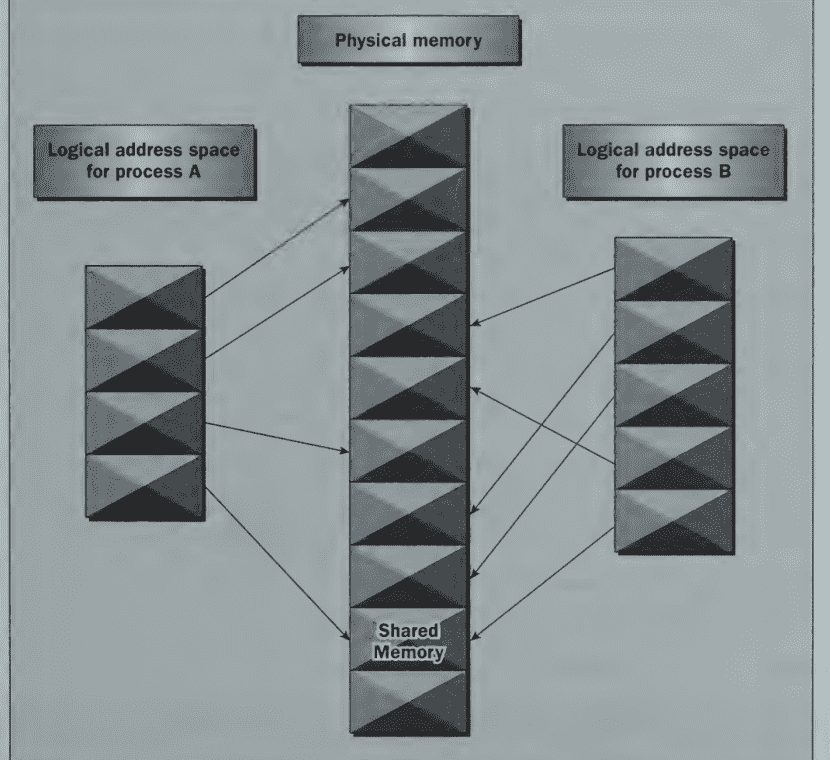 Physical memory
Logical address space
for process A
Logical address space
for process B
Shared
Memory